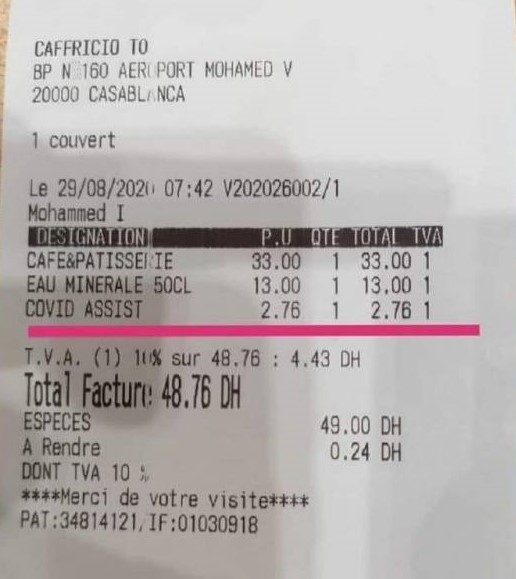 CAFFRICIO TO
BP N 160 AEROPORT MOHAMED V
20000 CASABLANCA
1 couvert
Le 29/08/2020 07:42 V202026002/1
Mohammed I
DESIGNATION P.U QTE TOTAL TVA
CAFE&PATISSERIE 33.00 1 33.00 1
EAU MINERALE 50CL 13.00 1 13.00 1
COVID ASSIST 2.76 1 2.76 1
T.V.A. (1) 10% sur 48.76 : 4.43 DH
Total Facture 48.76 DH
ESPECES 49.00 DH
A Rendre 0.24 DH
DONT TVA 10 %
****Merci de votre visite****
PAT:34814121,IF:01030918